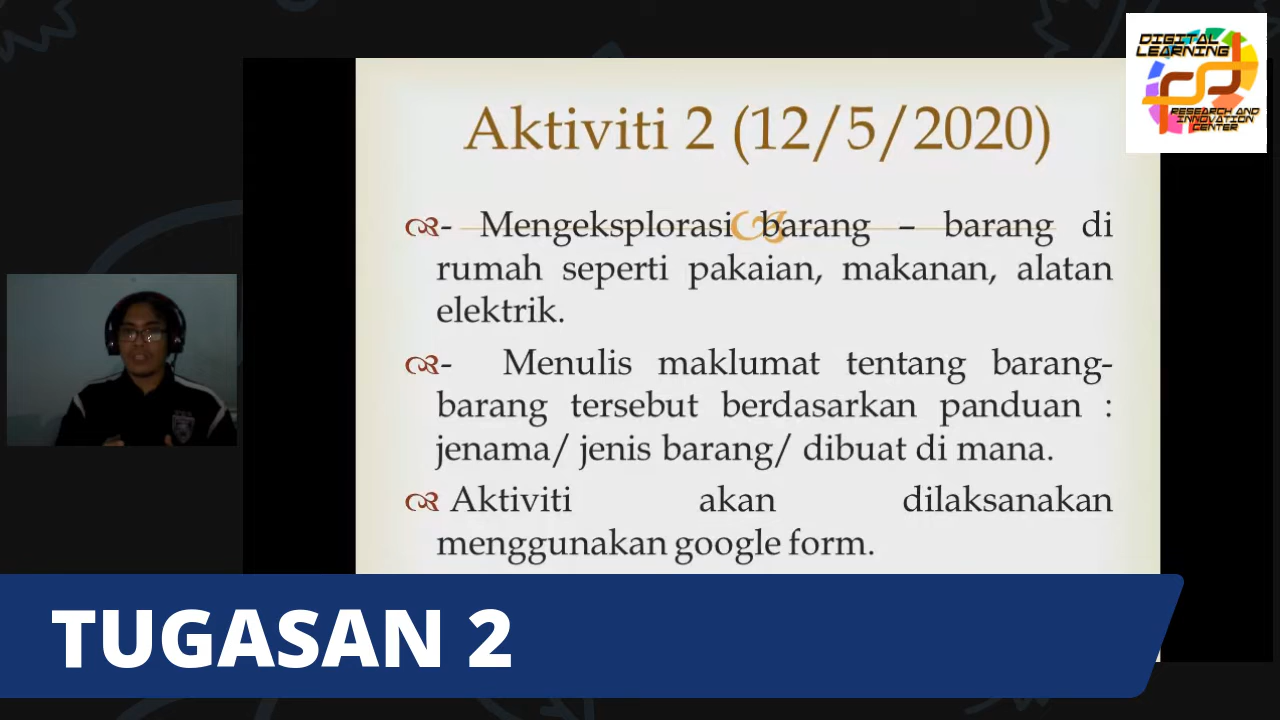 DIGITAL
LEARNING
RESEARCH AND
INNOVATION
CENTER
Aktiviti 2 (12/5/2020)
- Mengeksplorasi barang – barang di
rumah seperti pakaian, makanan, alatan
elektrik.
- Menulis maklumat tentang barang-
barang tersebut berdasarkan panduan :
jenama/ jenis barang/ dibuat di mana.
Aktiviti akan dilaksanakan
menggunakan google form.
TUGASAN 2